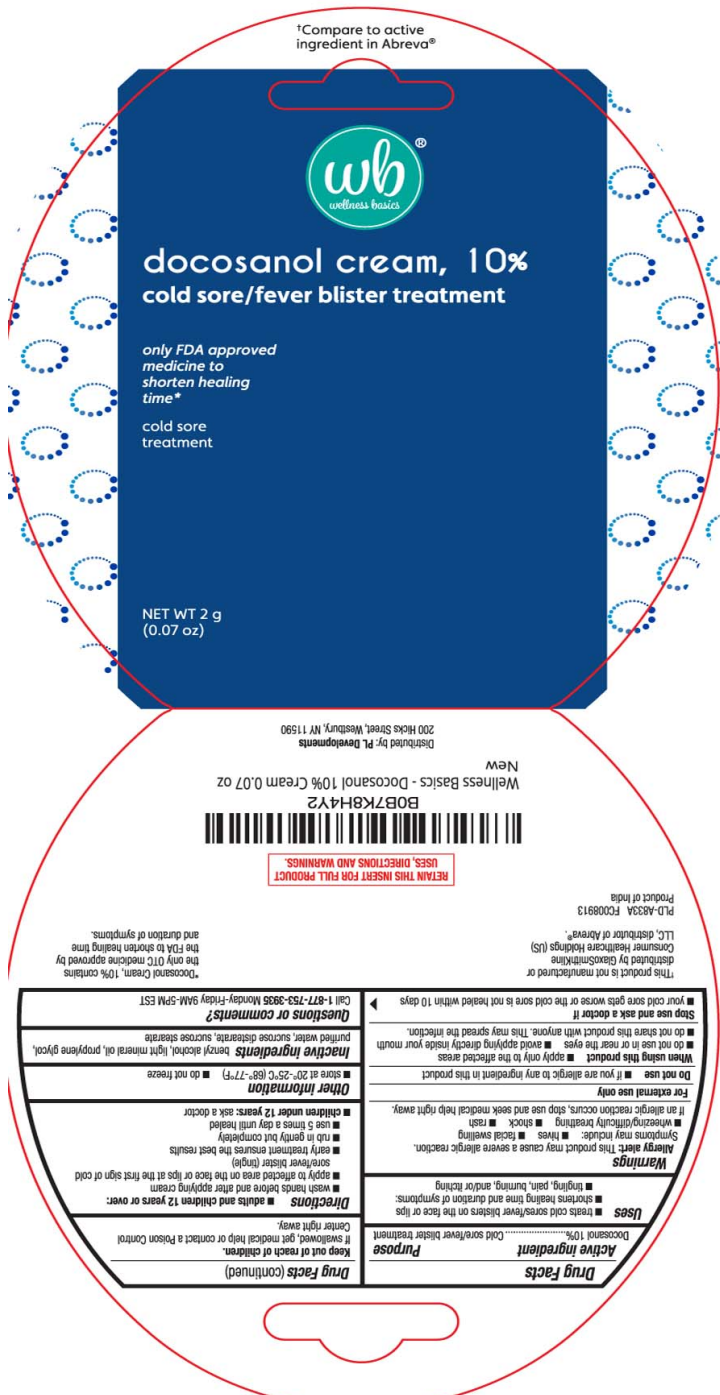 †Compare to active
ingredient in Abreva®
wb®
wellness basics
docosanol cream, 10%
cold sore/fever blister treatment
only FDA approved
medicine to
shorten healing
time*
cold sore
treatment
NET WT 2 g
(0.07 oz)
Drug Facts
Active ingredient Purpose
Docosanol 10%......................Cold sore/fever blister treatment
Uses ■ treats cold sores/fever blisters on the face or lips
■ shortens healing time and duration of symptoms:
■ tingling, pain, burning, and/or itching
Warnings
Allergy alert: This product may cause a severe allergic reaction.
Symptoms may include: ■ hives ■ facial swelling
■ wheezing/difficulty breathing ■ shock ■ rash
If an allergic reaction occurs, stop use and seek medical help right away.
For external use only
Do not use ■ if you are allergic to any ingredient in this product
When using this product ■ apply only to the affected areas
■ do not use in or near the eyes ■ avoid applying directly inside your mouth
■ do not share this product with anyone. This may spread the infection.
Stop use and ask a doctor if
■ your cold sore gets worse or the cold sore is not healed within 10 days
Drug Facts (continued)
Keep out of reach of children.
If swallowed, get medical help or contact a Poison Control
Center right away.
Directions ■ adults and children 12 years or over:
■ wash hands before and after applying cream
■ apply to affected area on the face or lips at the first sign of cold
sore/fever blister (tingle)
■ early treatment ensures the best results
■ rub in gently but completely
■ use 5 times a day until healed
■ children under 12 years: ask a doctor
Other information
■ store at 20°-25°C (68°-77°F) ■ do not freeze
Inactive ingredients benzyl alcohol, light mineral oil, propylene glycol,
purified water, sucrose distearate, sucrose stearate
Questions or comments?
Call 1-877-753-3935 Monday-Friday 9AM-5PM EST
†This product is not manufactured or
distributed by GlaxoSmithKline
Consumer Healthcare Holdings (US)
LLC, distributor of Abreva®.
PLD-A833A FC008913
Product of India
*Docosanol Cream, 10% contains
the only OTC medicine approved by
the FDA to shorten healing time
and duration of symptoms.
RETAIN THIS INSERT FOR FULL PRODUCT
USES, DIRECTIONS AND WARNINGS.
B0B7K8H4Y2
Wellness Basics - Docosanol 10% Cream 0.07 oz
New
Distributed by: PL Developments
200 Hicks Street, Westbury, NY 11590